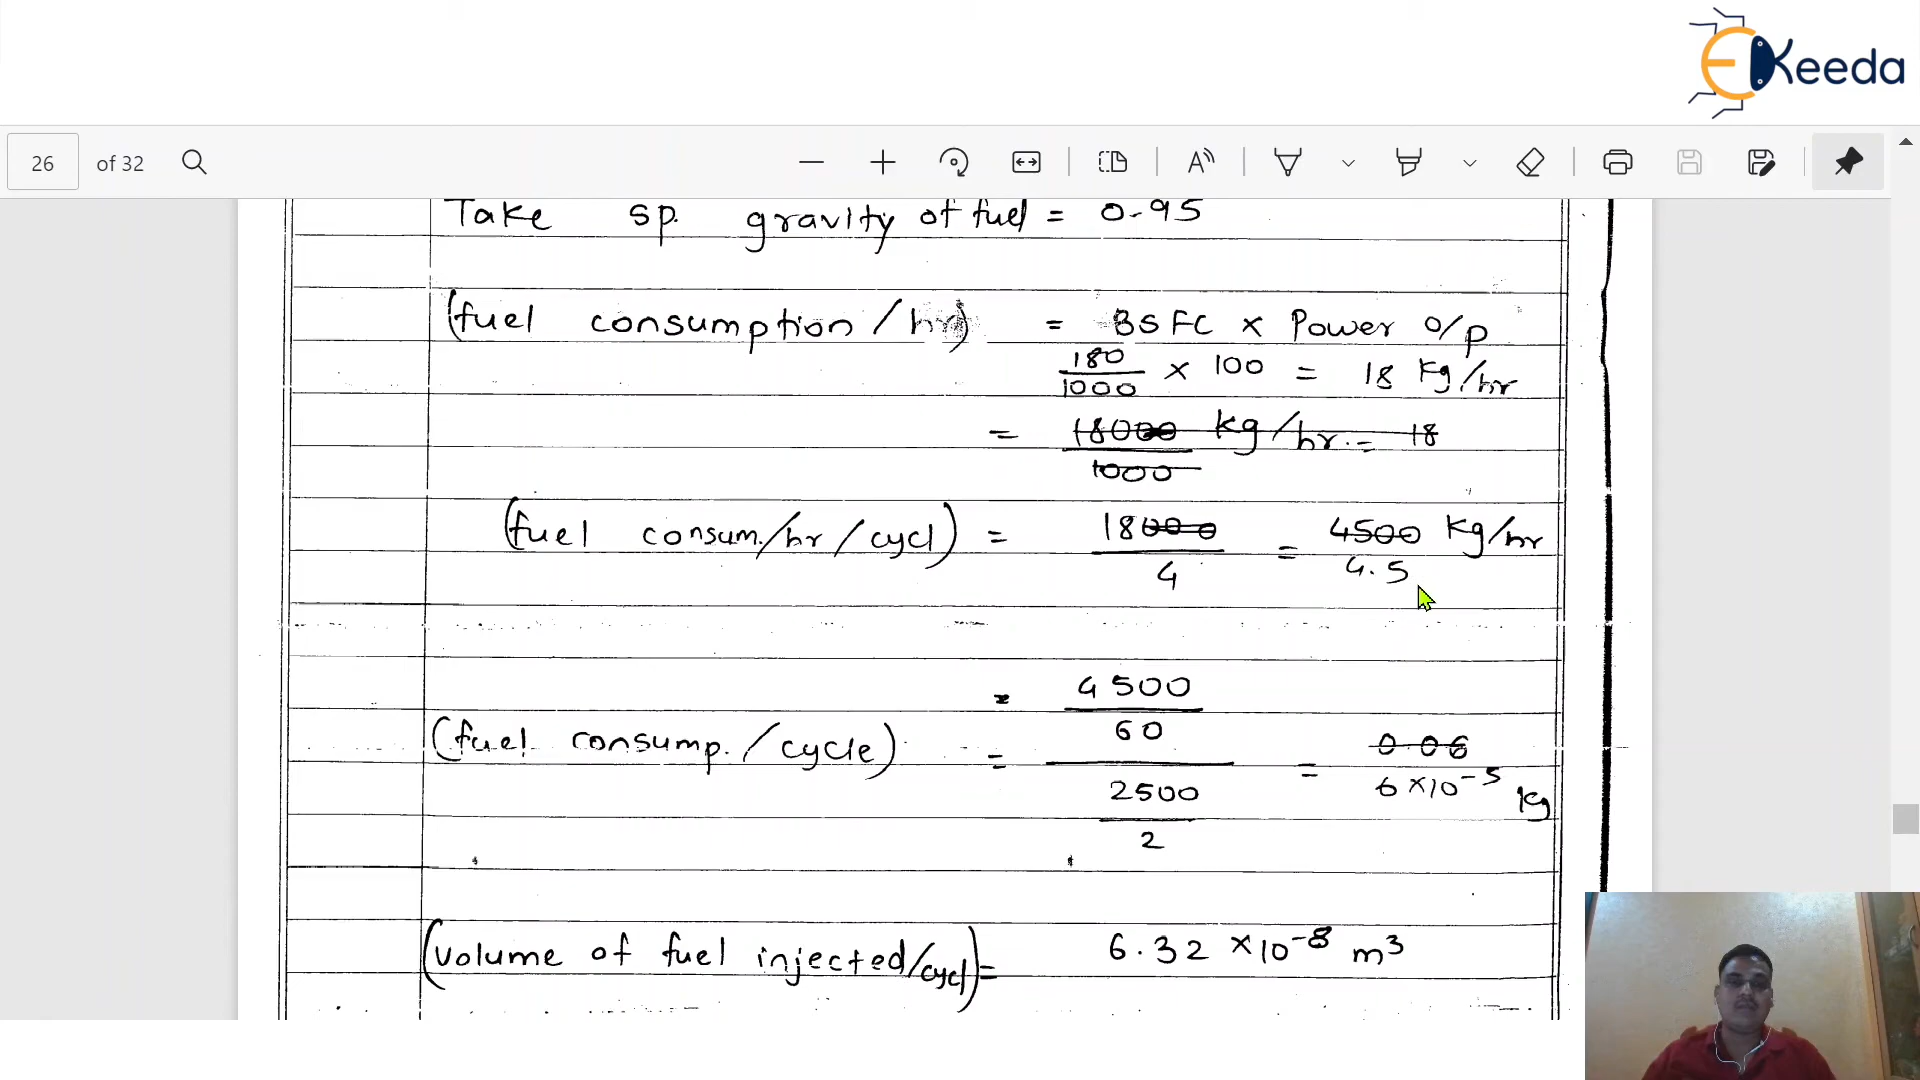 EKeeda
26 of 32
Take sp. gravity of fuel = 0.95
(fuel consumption / hr) = BSFC × Power o/p
180/1000 × 100 = 18 Kg/hr
= 18000/1000 kg/hr. = 18
(fuel consum./hr / cycl) = 18000/4 = 4500 Kg/hr
4.5
= 4500
60
(fuel consump. / cycle) = = 0.06
2500 6 × 10⁻⁵ kg
2
(volume of fuel injected/cycl) = 6.32 × 10⁻⁸ m³